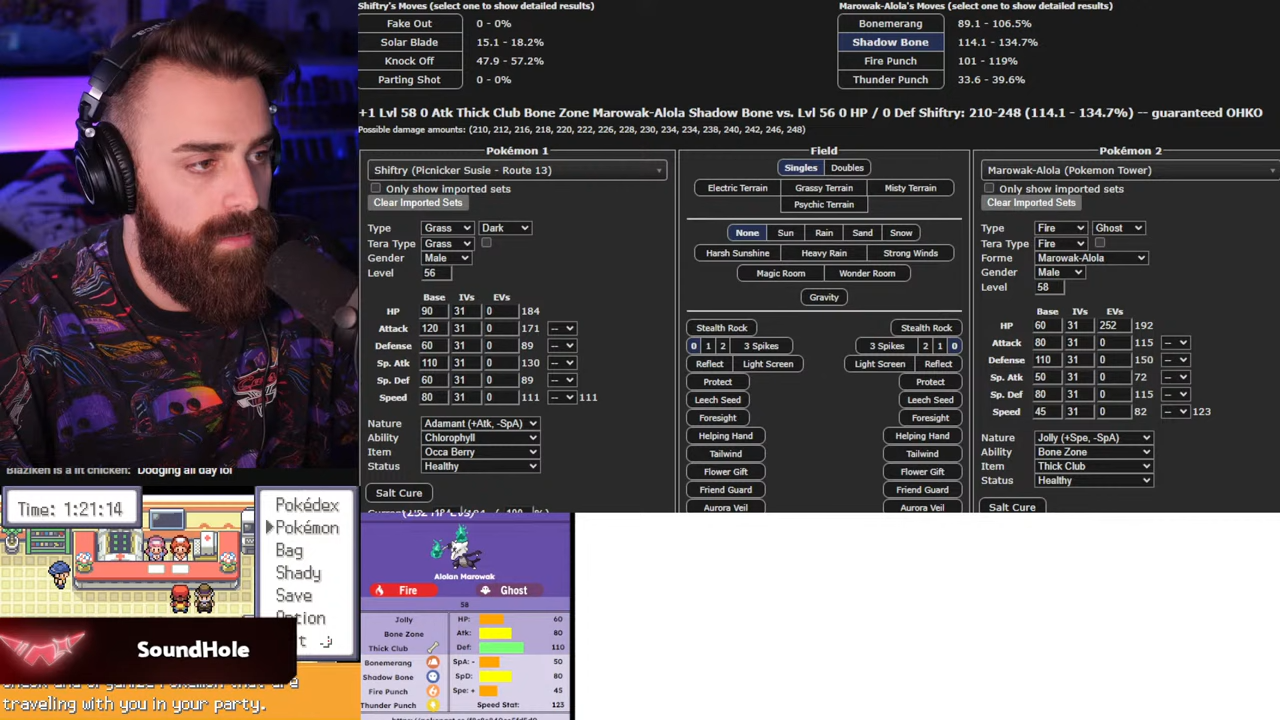 Shiftry's Moves (select one to show detailed results)
Fake Out 0 - 0%
Solar Blade 15.1 - 18.2%
Knock Off 47.9 - 57.2%
Parting Shot 0 - 0%
Marowak-Alola's Moves (select one to show detailed results)
Bonemerang 89.1 - 106.5%
Shadow Bone 114.1 - 134.7%
Fire Punch 101 - 119%
Thunder Punch 33.6 - 39.6%
+1 Lvl 58 0 Atk Thick Club Bone Zone Marowak-Alola Shadow Bone vs. Lvl 56 0 HP / 0 Def Shiftry: 210-248 (114.1 - 134.7%) -- guaranteed OHKO
Possible damage amounts: (210, 212, 216, 218, 220, 222, 226, 228, 230, 234, 234, 238, 240, 242, 246, 248)
Pokémon 1
Shiftry (Picnicker Susie - Route 13)
Only show imported sets
Clear Imported Sets
Type Grass Dark
Tera Type Grass
Gender Male
Level 56
Base IVs EVs
HP 90 31 0 184
Attack 120 31 0 171 --
Defense 60 31 0 89 --
Sp. Atk 110 31 0 130 --
Sp. Def 60 31 0 89 --
Speed 80 31 0 111 -- 111
Nature Adamant (+Atk, -SpA)
Ability Chlorophyll
Item Occa Berry
Status Healthy
Salt Cure
Field
Singles Doubles
Electric Terrain Grassy Terrain Misty Terrain
Psychic Terrain
None Sun Rain Sand Snow
Harsh Sunshine Heavy Rain Strong Winds
Magic Room Wonder Room
Gravity
Stealth Rock Stealth Rock
0 1 2 3 Spikes 3 Spikes 2 1 0
Reflect Light Screen Light Screen Reflect
Protect Protect
Leech Seed Leech Seed
Foresight Foresight
Helping Hand Helping Hand
Tailwind Tailwind
Flower Gift Flower Gift
Friend Guard Friend Guard
Aurora Veil Aurora Veil
Pokémon 2
Marowak-Alola (Pokemon Tower)
Only show imported sets
Clear Imported Sets
Type Fire Ghost
Tera Type Fire
Forme Marowak-Alola
Gender Male
Level 58
Base IVs EVs
HP 60 31 252 192
Attack 80 31 0 115 --
Defense 110 31 0 150 --
Sp. Atk 50 31 0 72 --
Sp. Def 80 31 0 115 --
Speed 45 31 0 82 -- 123
Nature Jolly (+Spe, -SpA)
Ability Bone Zone
Item Thick Club
Status Healthy
Salt Cure
Blaziken is a lit chicken: Dodging all day lol
Time: 1:21:14
Pokédex
Pokémon
Bag
Shady
Save
Option
SoundHole
traveling with you in your party.
Alolan Marowak
Fire Ghost
58
Jolly HP: 60
Bone Zone Atk: 80
Thick Club Def: 110
Bonemerang SpA: - 50
Shadow Bone SpD: 80
Fire Punch Spe: + 45
Thunder Punch Speed Stat: 123